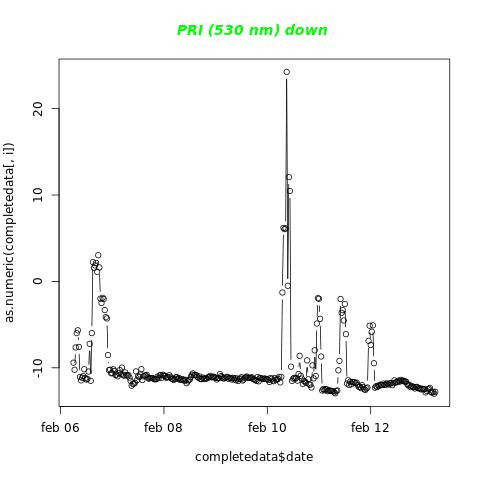 PRI (530 nm) down
as.numeric(completedata[, i])
20
10
0
-10
feb 06
feb 08
feb 10
feb 12
completedata$date